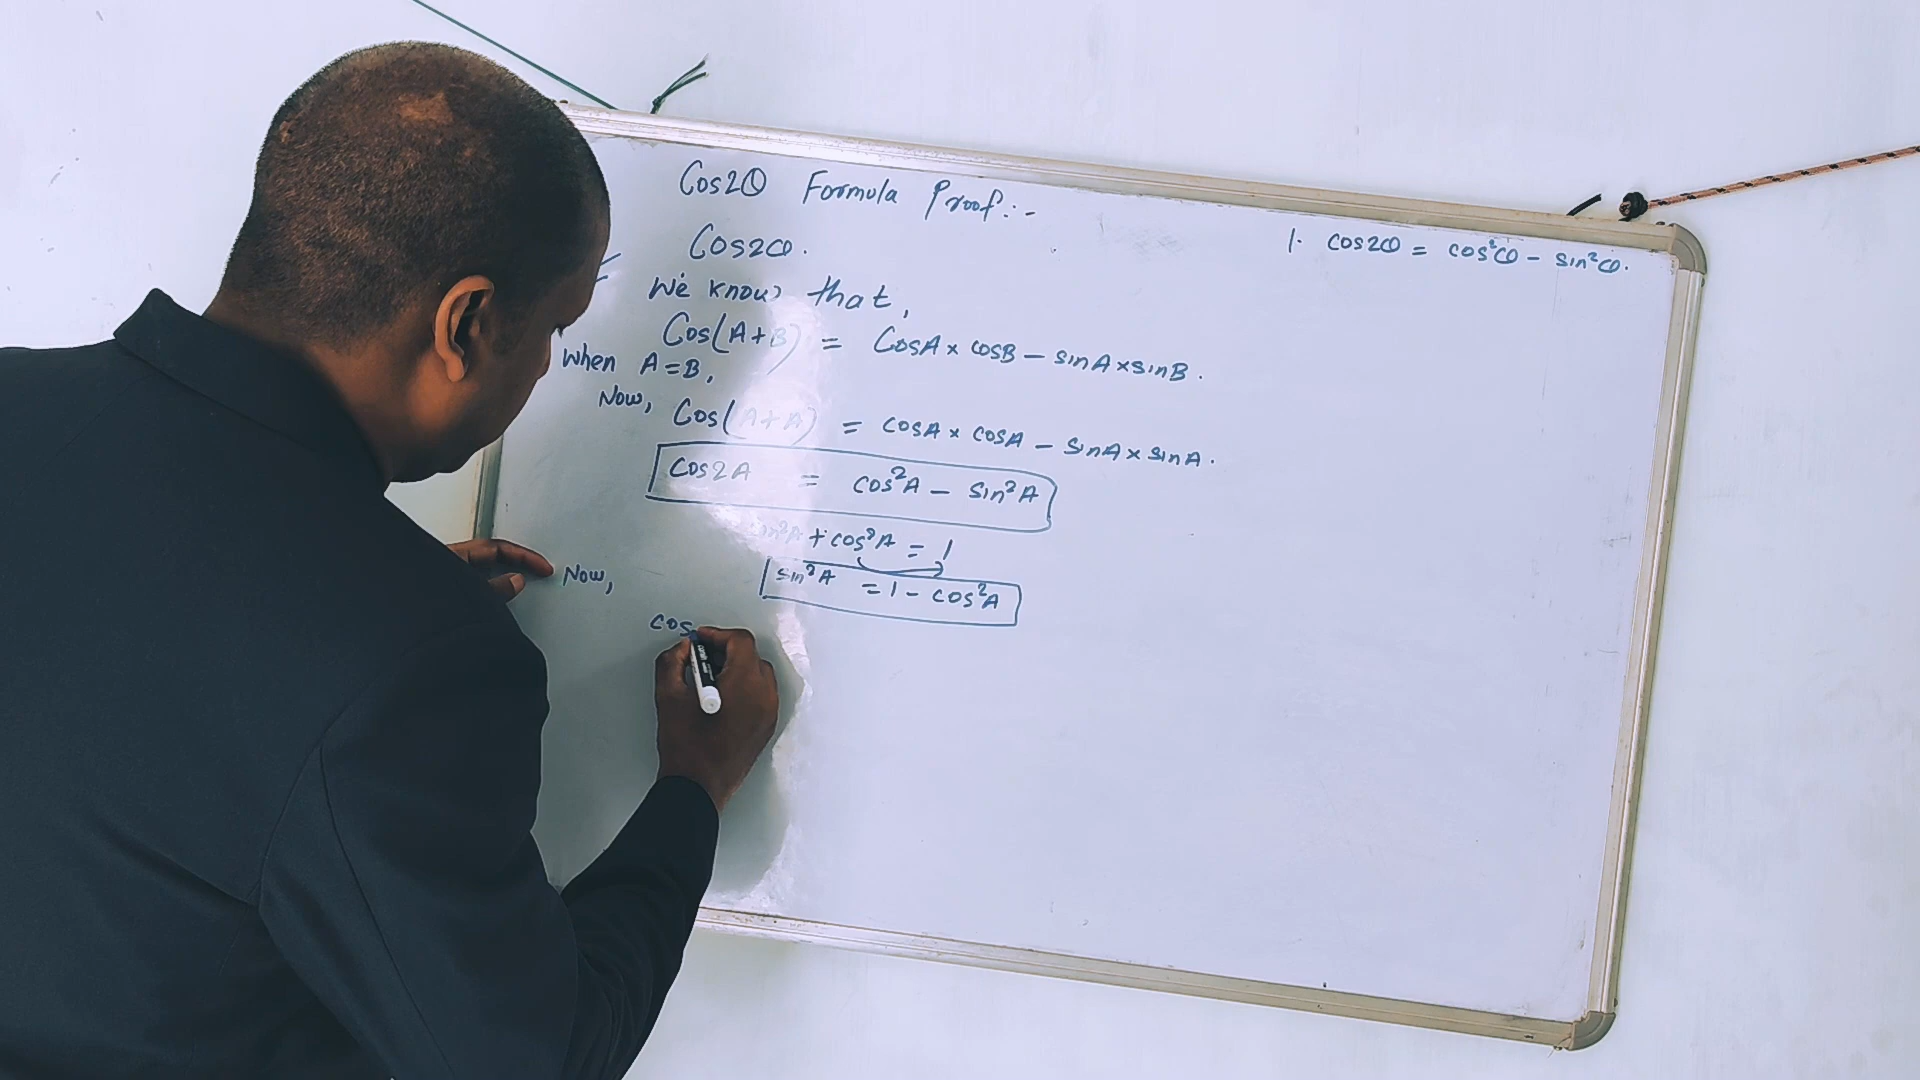 Cos2θ Formula Proof:-
1. cos2θ = cos²θ - sin²θ.
Cos2θ.
We know that,
Cos(A+B) = CosA × cosB - sinA × sinB.
When A=B,
Now, Cos(A+A) = cosA × cosA - sinA × sinA.
Cos2A = cos²A - sin²A
sin²A + cos²A = 1
sin²A = 1 - cos²A
Now,
cos